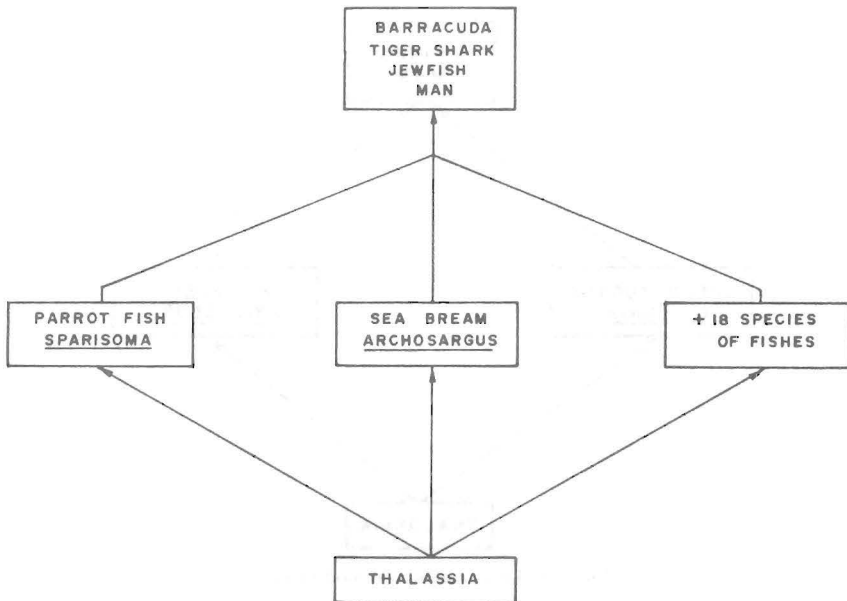 BARRACUDA
TIGER SHARK
JEWFISH
MAN
PARROT FISH
SPARISOMA
SEA BREAM
ARCHOSARGUS
+18 SPECIES
OF FISHES
THALASSIA